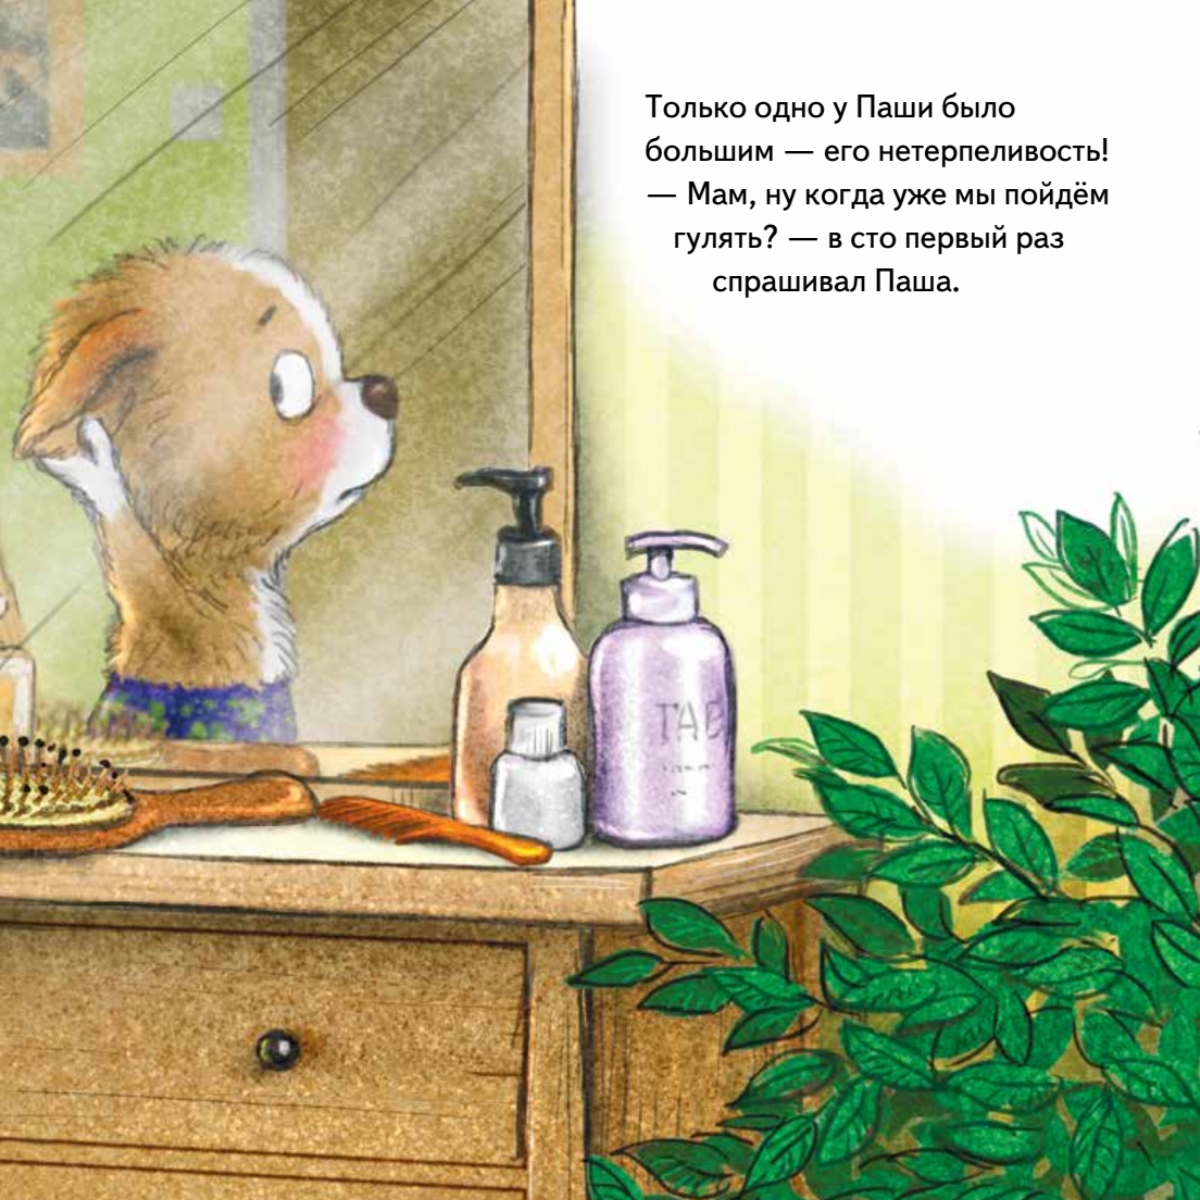 Только одно у Паши было
большим — его нетерпеливость!
— Мам, ну когда уже мы пойдём
гулять? — в сто первый раз
спрашивал Паша.